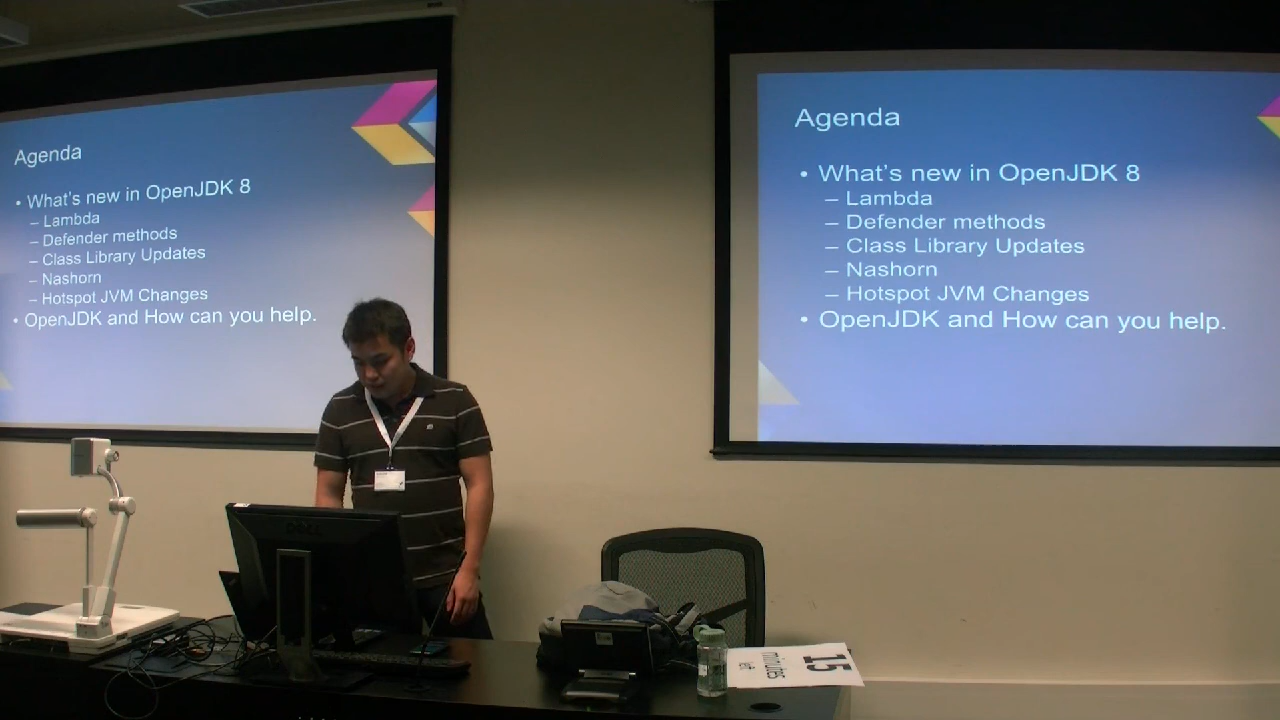 Agenda
• What's new in OpenJDK 8
– Lambda
– Defender methods
– Class Library Updates
– Nashorn
– Hotspot JVM Changes
• OpenJDK and How can you help.
Agenda
• What's new in OpenJDK 8
– Lambda
– Defender methods
– Class Library Updates
– Nashorn
– Hotspot JVM Changes
• OpenJDK and How can you help.
DELL
15
minutes
left